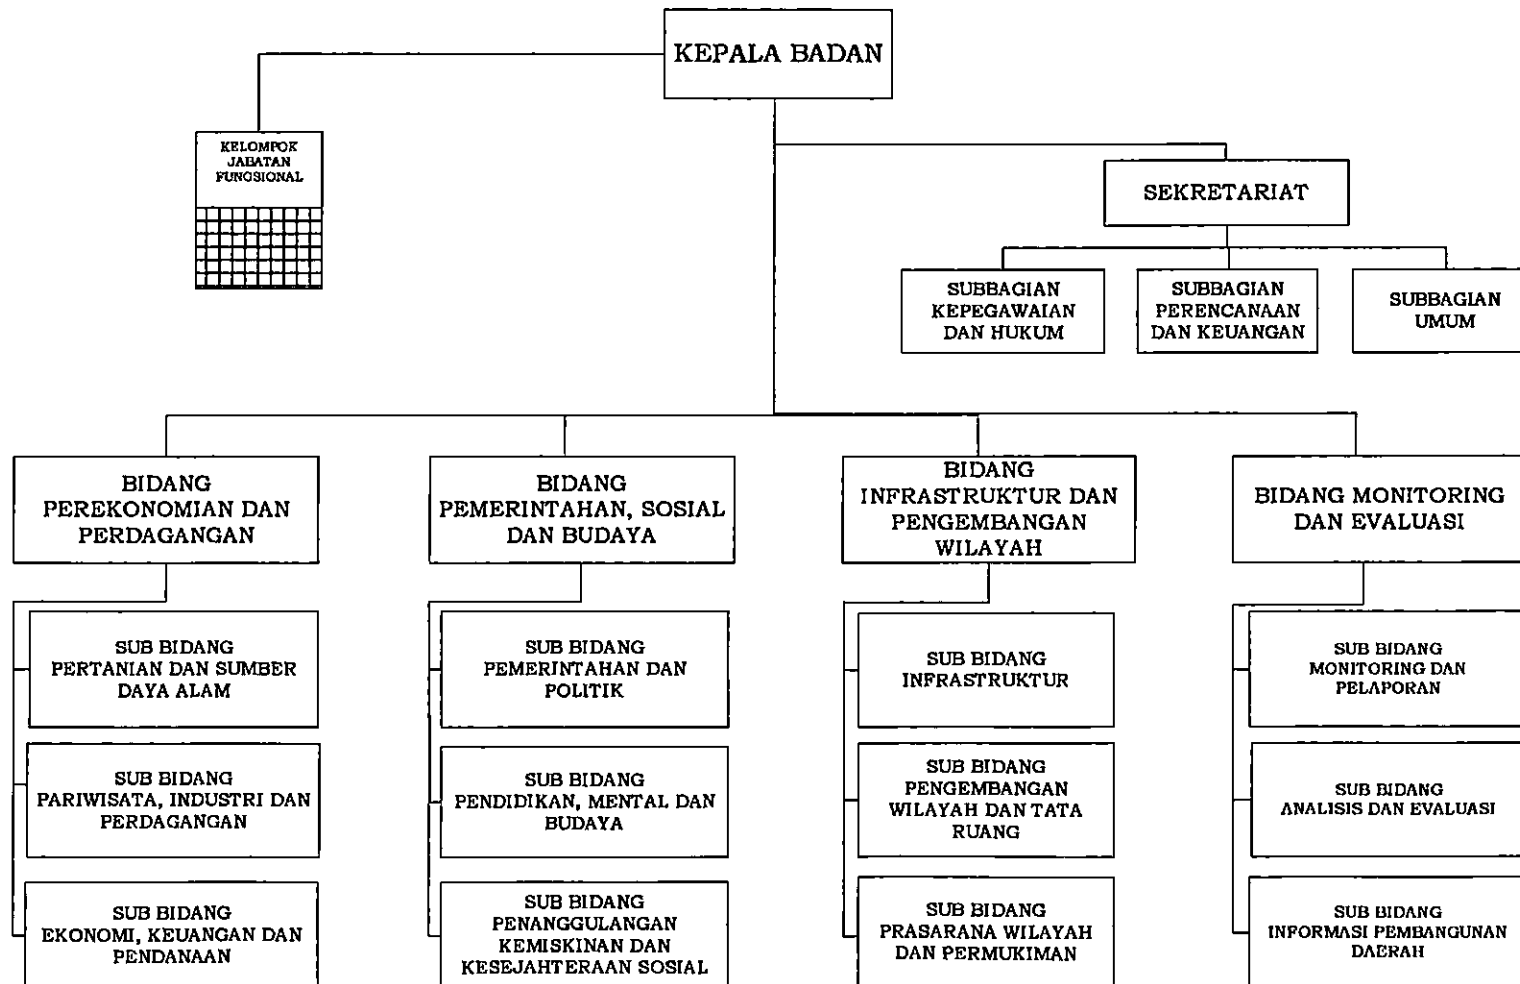 KEPALA BADAN
KELOMPOK
JABATAN
FUNGSIONAL
SEKRETARIAT
SUBBAGIAN
KEPEGAWAIAN
DAN HUKUM
SUBBAGIAN
PERENCANAAN
DAN KEUANGAN
SUBBAGIAN
UMUM
BIDANG
PEREKONOMIAN DAN
PERDAGANGAN
BIDANG
PEMERINTAHAN, SOSIAL
DAN BUDAYA
BIDANG
INFRASTRUKTUR DAN
PENGEMBANGAN
WILAYAH
BIDANG MONITORING
DAN EVALUASI
SUB BIDANG
PERTANIAN DAN SUMBER
DAYA ALAM
SUB BIDANG
PEMERINTAHAN DAN
POLITIK
SUB BIDANG
INFRASTRUKTUR
SUB BIDANG
MONITORING DAN
PELAPORAN
SUB BIDANG
PARIWISATA, INDUSTRI DAN
PERDAGANGAN
SUB BIDANG
PENDIDIKAN, MENTAL DAN
BUDAYA
SUB BIDANG
PENGEMBANGAN
WILAYAH DAN TATA
RUANG
SUB BIDANG
ANALISIS DAN EVALUASI
SUB BIDANG
EKONOMI, KEUANGAN DAN
PENDANAAN
SUB BIDANG
PENANGGULANGAN
KEMISKINAN DAN
KESEJAHTERAAN SOSIAL
SUB BIDANG
PRASARANA WILAYAH
DAN PERMUKIMAN
SUB BIDANG
INFORMASI PEMBANGUNAN
DAERAH